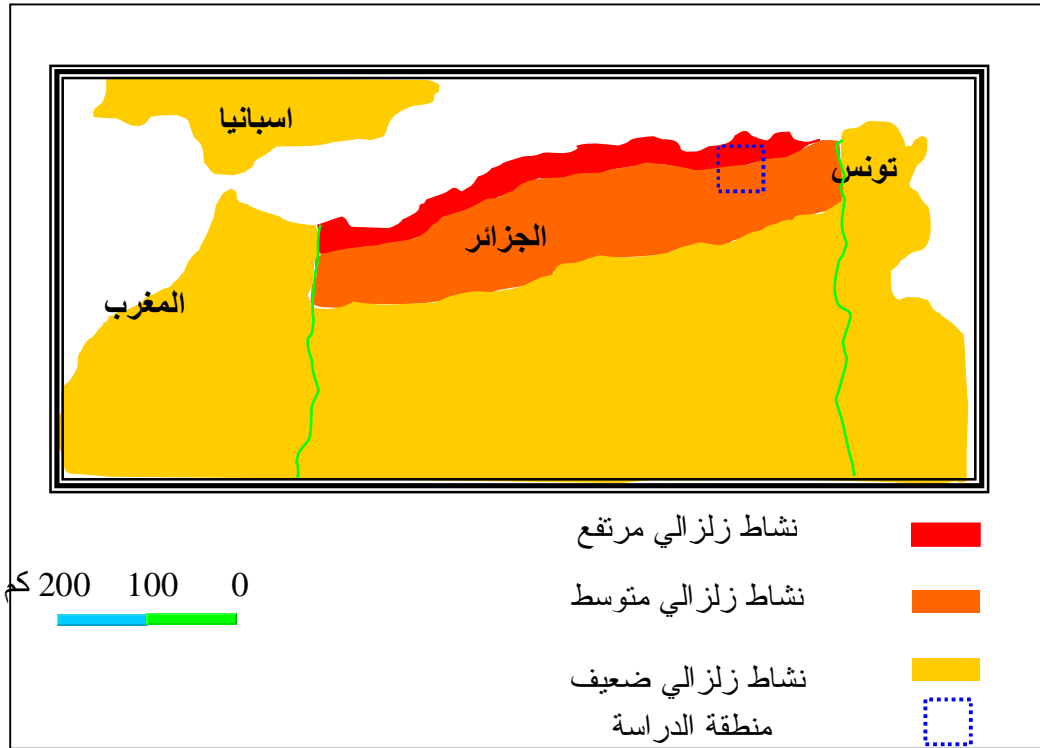 اسبانيا
تونس
الجزائر
المغرب
نشاط زلزالي مرتفع
0 100 200 كم
نشاط زلزالي متوسط
نشاط زلزالي ضعيف
منطقة الدراسة